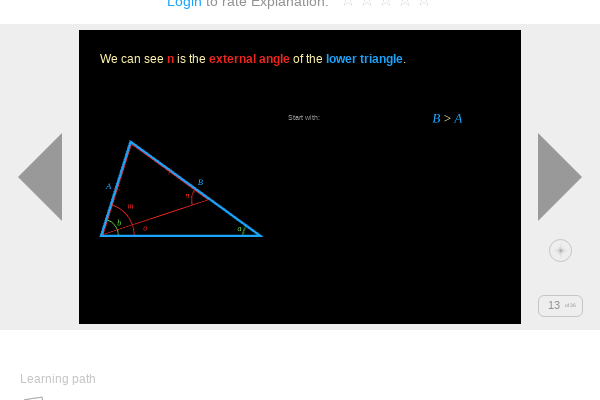 Login to rate Explanation:
We can see n is the external angle of the lower triangle.
Start with:
B > A
A
B
m
n
b
o
a
13 of 26
Learning path